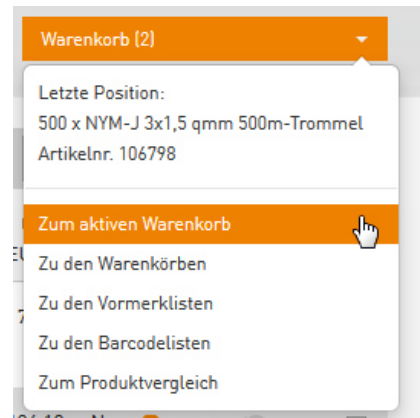 Warenkorb (2)
Letzte Position:
500 x NYM-J 3x1,5 qmm 500m-Trommel
Artikelnr. 106798
Zum aktiven Warenkorb
Zu den Warenkörben
Zu den Vormerklisten
Zu den Barcodelisten
Zum Produktvergleich